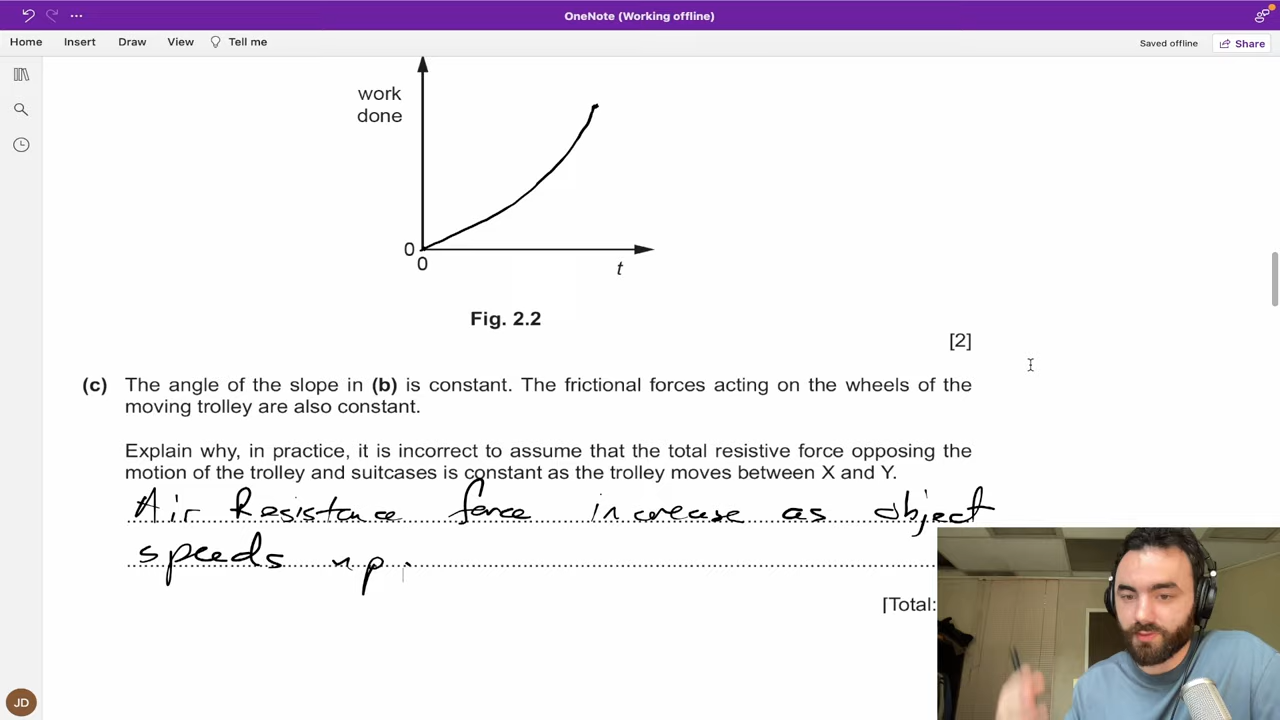 OneNote (Working offline)
Home Insert Draw View Tell me
Saved offline Share
work
done
0
0
t
Fig. 2.2
[2]
(c) The angle of the slope in (b) is constant. The frictional forces acting on the wheels of the
moving trolley are also constant.
Explain why, in practice, it is incorrect to assume that the total resistive force opposing the
motion of the trolley and suitcases is constant as the trolley moves between X and Y.
Air Resistance force increase as object
speeds up.
[Total:
JD